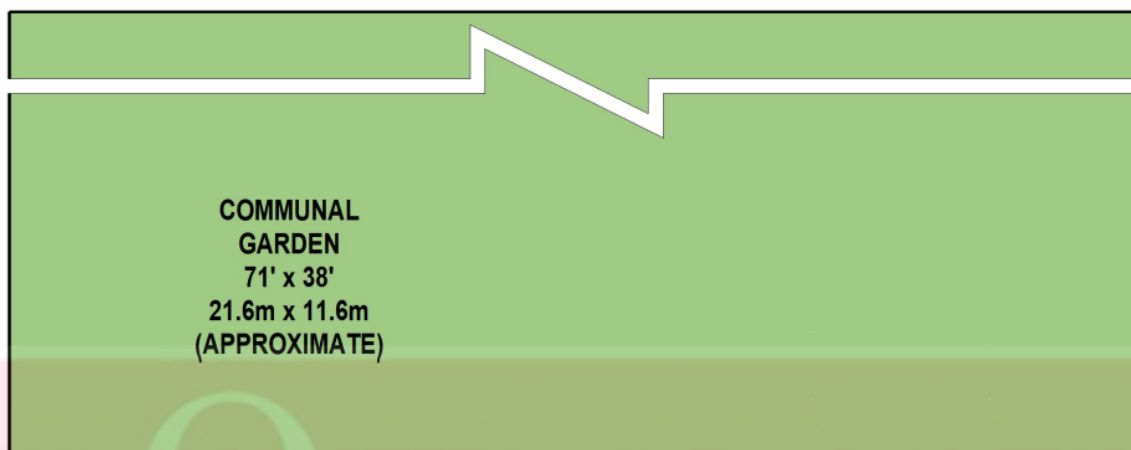 COMMUNAL
GARDEN
71' x 38'
21.6m x 11.6m
(APPROXIMATE)